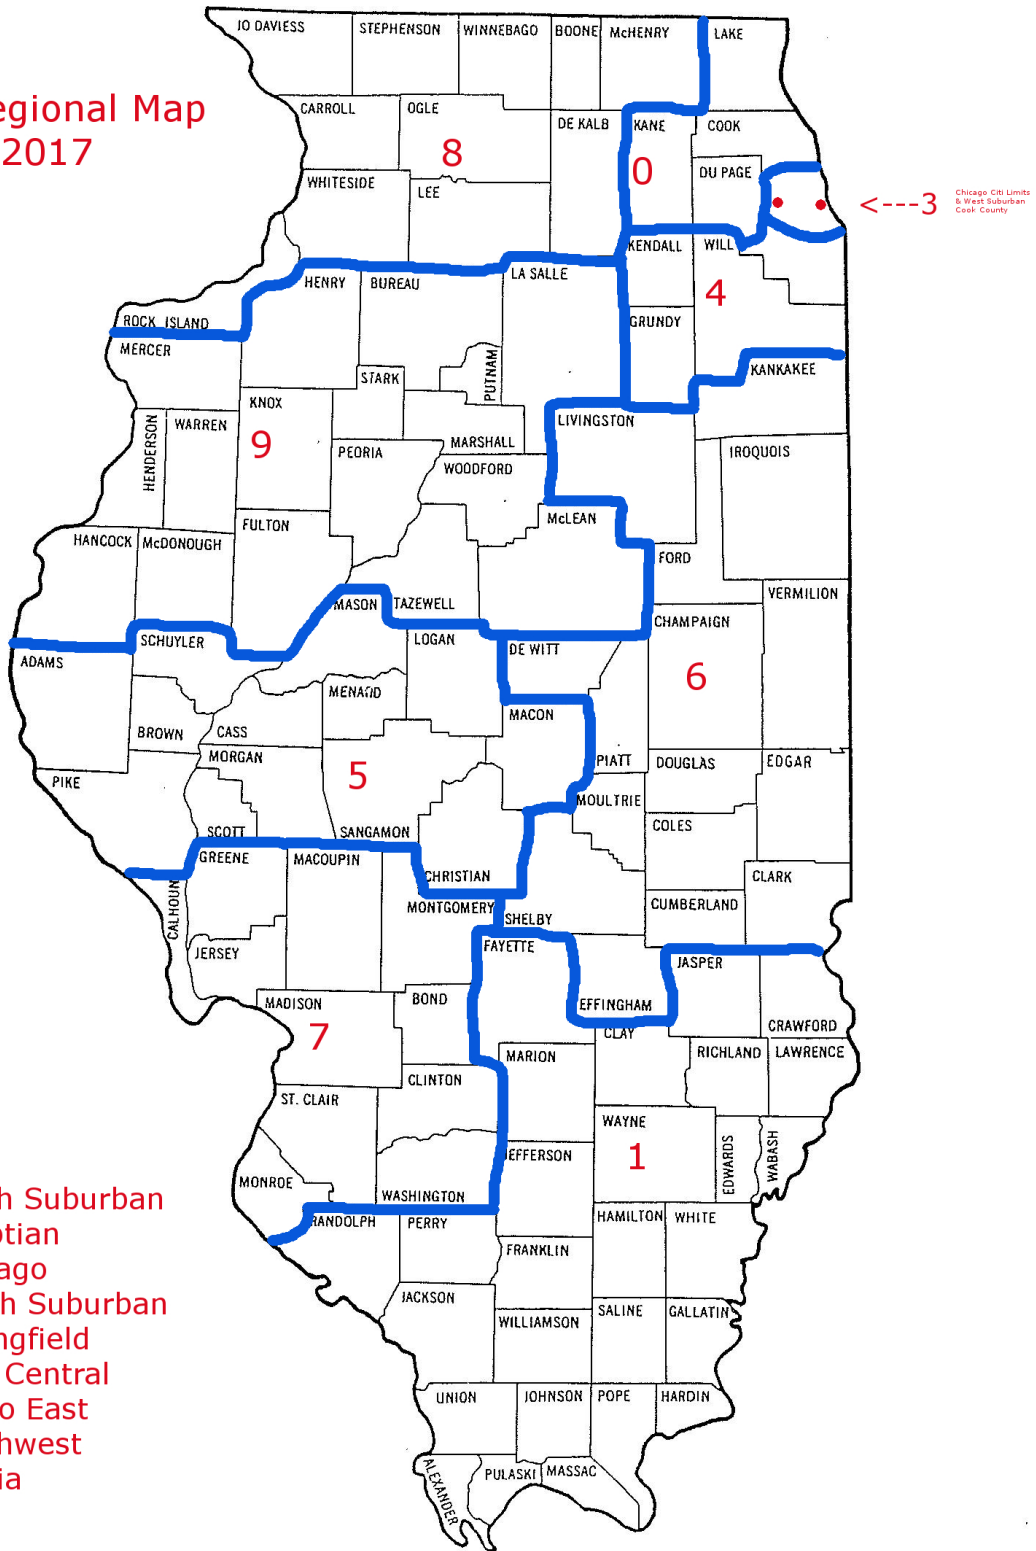 egional Map
2017
JO DAVIESS
STEPHENSON
WINNEBAGO
BOONE
McHENRY
LAKE
CARROLL
OGLE
DE KALB
KANE
COOK
8
0
DU PAGE
WHITESIDE
LEE
<---3
Chicago Citi Limits
& West Suburban
Cook County
KENDALL
WILL
LA SALLE
HENRY
BUREAU
4
ROCK ISLAND
GRUNDY
MERCER
PUTNAM
KANKAKEE
STARK
KNOX
LIVINGSTON
HENDERSON
WARREN
9
MARSHALL
PEORIA
IROQUOIS
WOODFORD
FULTON
McLEAN
HANCOCK
McDONOUGH
FORD
VERMILION
MASON
TAZEWELL
CHAMPAIGN
SCHUYLER
LOGAN
DE WITT
ADAMS
6
MENARD
MACON
BROWN
CASS
MORGAN
PIATT
DOUGLAS
EDGAR
5
PIKE
MOULTRIE
COLES
SCOTT
SANGAMON
GREENE
MACOUPIN
CHRISTIAN
CLARK
CALHOUN
MONTGOMERY
SHELBY
CUMBERLAND
FAYETTE
JERSEY
JASPER
MADISON
BOND
EFFINGHAM
7
CLAY
CRAWFORD
MARION
RICHLAND
LAWRENCE
CLINTON
ST. CLAIR
WAYNE
JEFFERSON
1
EDWARDS
WABASH
MONROE
WASHINGTON
RANDOLPH
PERRY
HAMILTON
WHITE
FRANKLIN
JACKSON
WILLIAMSON
SALINE
GALLATIN
UNION
JOHNSON
POPE
HARDIN
ALEXANDER
PULASKI
MASSAC
h Suburban
tian
ago
h Suburban
ngfield
Central
o East
hwest
ia